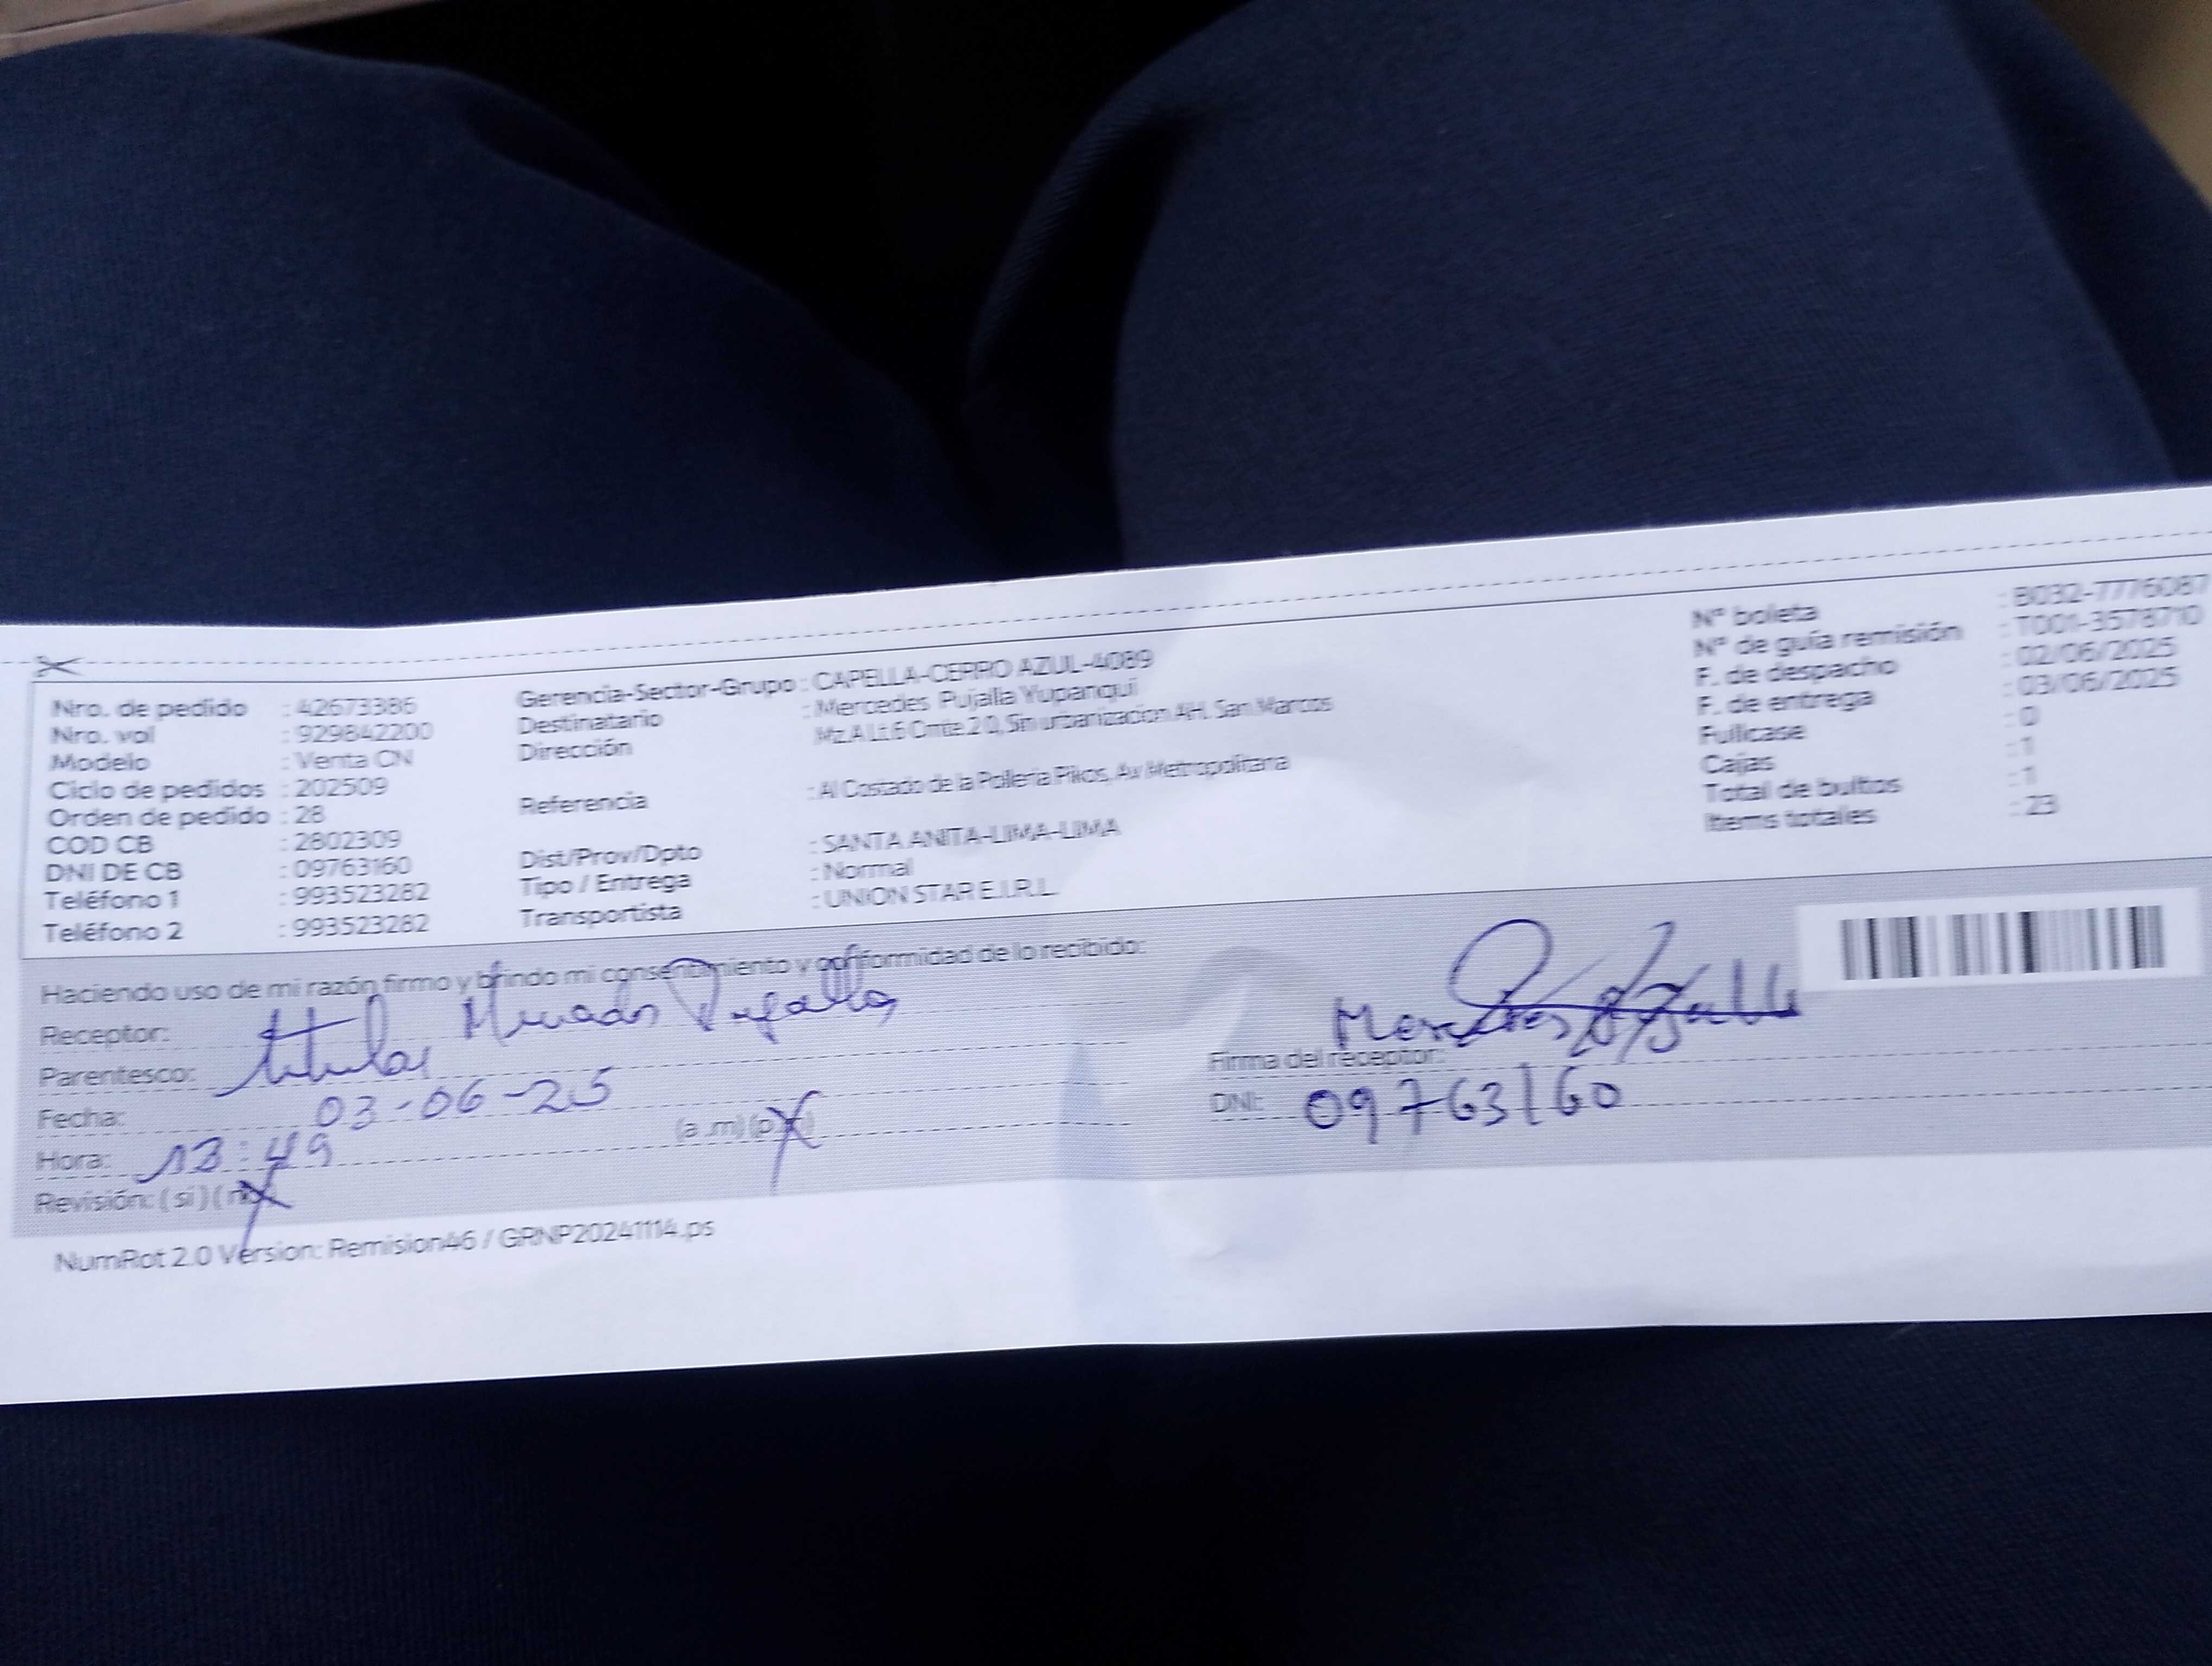 Nro. de pedido : 42673386
Nro. vol : 929842200
Modelo : Venta CN
Ciclo de pedidos : 202509
Orden de pedido : 28
COD CB : 2802309
DNI DE CB : 09763160
Teléfono 1 : 993523282
Teléfono 2 : 993523282
Gerencia-Sector-Grupo : CAPELLA-CERRO AZUL-4089
Destinatario : Mercedes Pujalla Yupanqui
Dirección Mz.A Lt.6 Cmte.20, Sin urbanizacion AH. San Marcos
Referencia : Al Costado de la Polleria Pikos, Av Metropolitana
Dist/Prov/Dpto : SANTA ANITA-LIMA-LIMA
Tipo / Entrega : Normal
Transportista : UNION STAR E.I.R.L.
N° boleta : B032-7776087
N° de guía remisión : T001-3578710
F. de despacho : 02/06/2025
F. de entrega : 03/06/2025
Fullcase : 0
Cajas : 1
Total de bultos : 1
Items totales : 23
Haciendo uso de mi razón firmo y brindo mi consentimiento y conformidad de lo recibido:
Receptor: Mercedes Pujalla
Parentesco: titular
Fecha: 03-06-25
Hora: 13:49 (a .m) (p.m)
Revisión: (si) (no)
Firma del receptor: Mercedes Pujalla
DNI: 09763160
NumRot 2.0 Version: Remision46 / GRNP20241114.ps